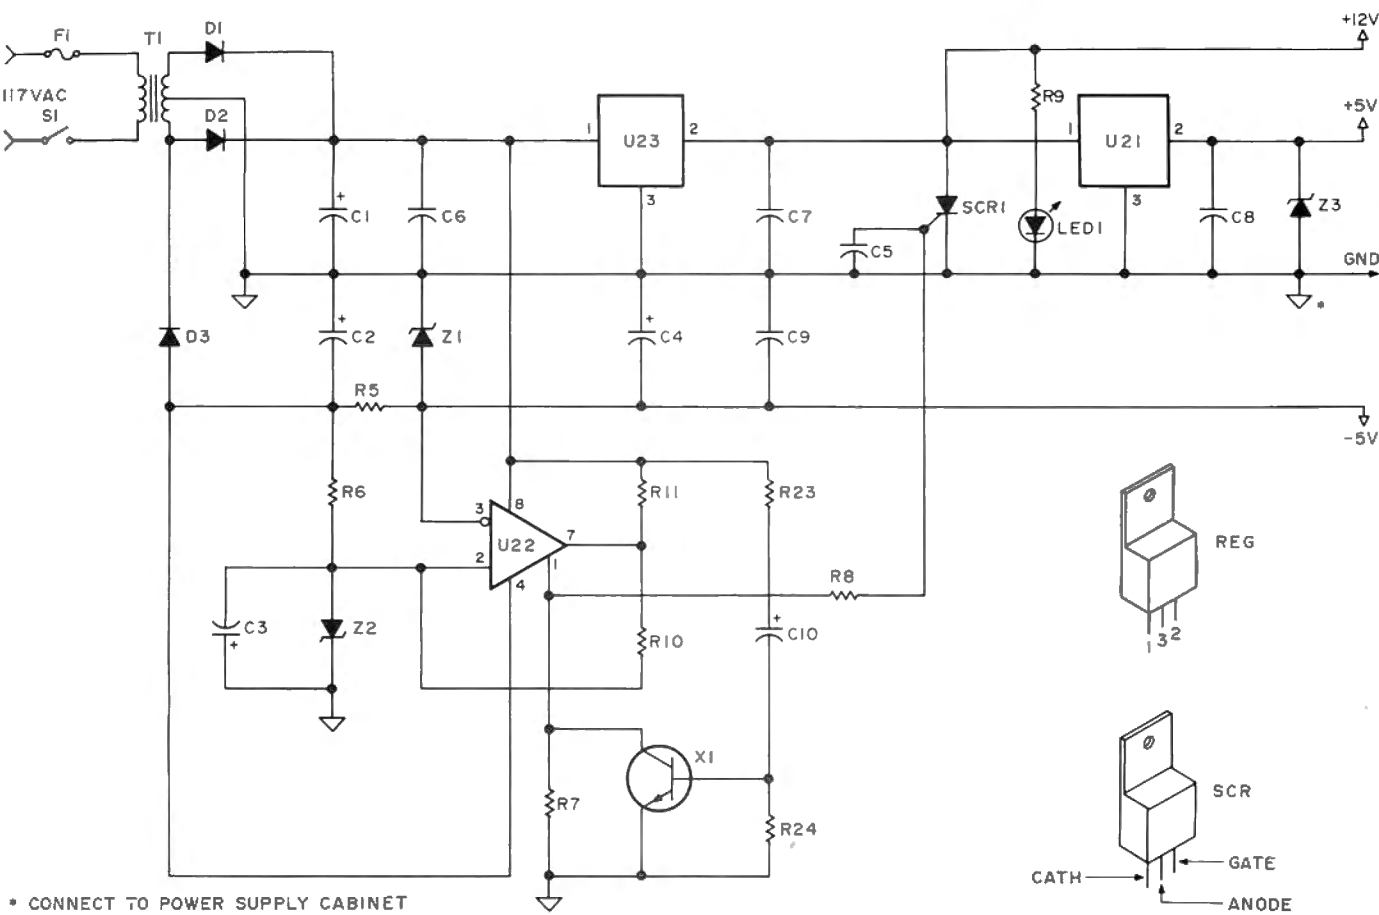 +12V
F1
T1
D1
117VAC
S1
D2
R9
+5V
1
U23
2
1
U21
2
3
3
+
C1
C6
C7
SCR1
C5
LED1
C8
Z3
GND
*
D3
+
C2
Z1
+
C4
C9
R5
-5V
R6
3
8
U22
7
2
1
4
R11
R23
R8
REG
1
3
2
C3
+
Z2
R10
+
C10
X1
R7
R24
SCR
GATE
CATH
ANODE
* CONNECT TO POWER SUPPLY CABINET